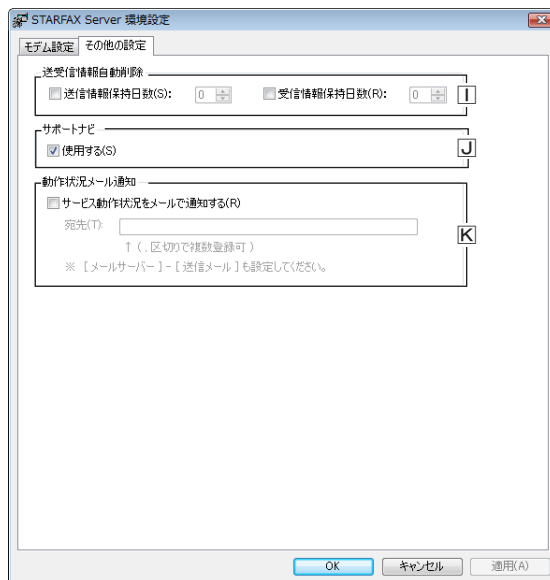 STARFAX Server 環境設定
モデム設定 その他の設定
送受信情報自動削除
送信情報保持日数(S): 0 受信情報保持日数(R): 0 I
サポートナビ
使用する(S) J
動作状況メール通知
サービス動作状況をメールで通知する(R)
宛先(T): K
↑ ( , 区切りで複数登録可 )
※ [ メールサーバー ] - [ 送信メール ] も設定してください。
OK キャンセル 適用(A)